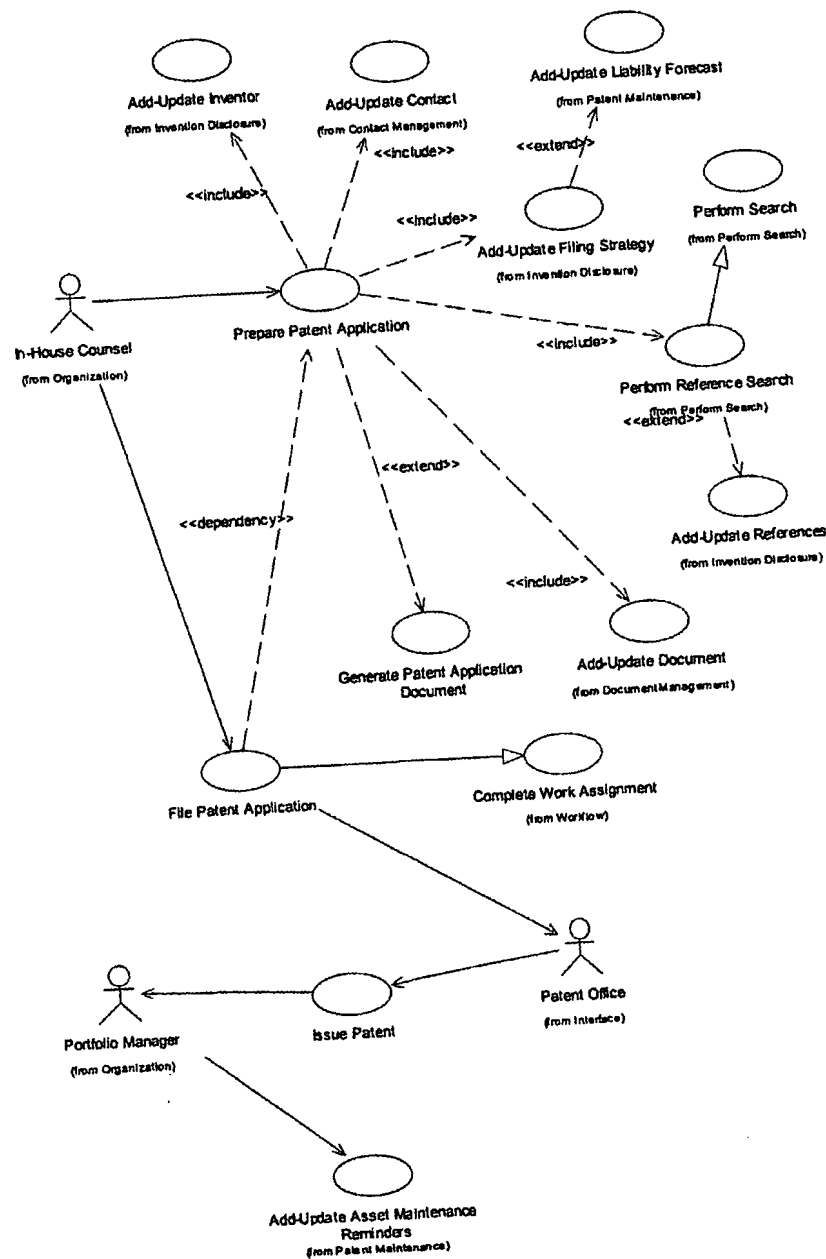 Add-Update Liability Forecast
(from Patent Maintenance)
Add-Update Inventor
(from Invention Disclosure)
Add-Update Contact
(from Contact Management)
<<include>>
<<extend>>
<<include>>
Perform Search
(from Perform Search)
<<include>>
Add-Update Filing Strategy
(from Invention Disclosure)
Prepare Patent Application
In-House Counsel
(from Organization)
<<include>>
Perform Reference Search
(from Perform Search)
<<extend>>
<<extend>>
<<dependency>>
Add-Update References
(from Invention Disclosure)
<<include>>
Generate Patent Application
Document
Add-Update Document
(from Document Management)
File Patent Application
Complete Work Assignment
(from Workflow)
Patent Office
(from Interface)
Issue Patent
Portfolio Manager
(from Organization)
Add-Update Asset Maintenance
Reminders
(from Patent Maintenance)